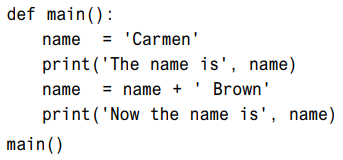 def main():
    name  = 'Carmen'
    print('The name is', name)
    name  = name + ' Brown'
    print('Now the name is', name)
main()